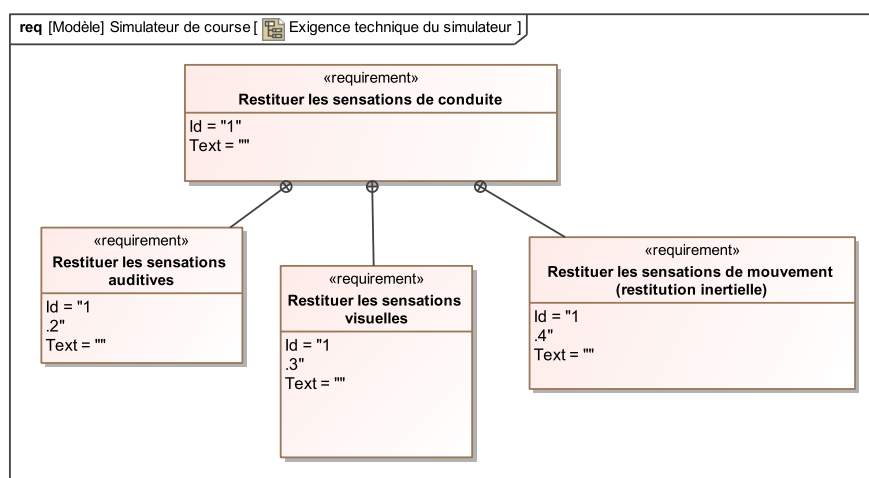 req [Modèle] Simulateur de course [ Exigence technique du simulateur ]
«requirement»
Restituer les sensations de conduite
Id = "1"
Text = ""
«requirement»
Restituer les sensations
auditives
Id = "1
.2"
Text = ""
«requirement»
Restituer les sensations
visuelles
Id = "1
.3"
Text = ""
«requirement»
Restituer les sensations de mouvement
(restitution inertielle)
Id = "1
.4"
Text = ""